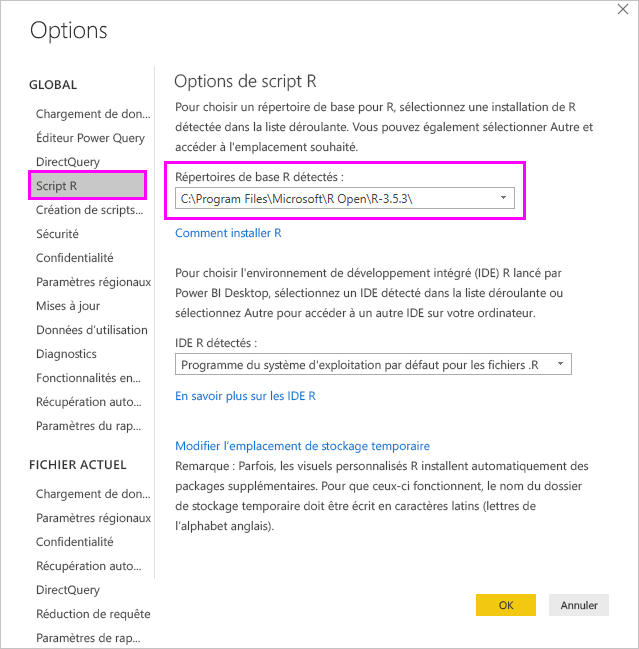 Options
GLOBAL
Chargement de don...
Éditeur Power Query
DirectQuery
Script R
Création de scripts...
Sécurité
Confidentialité
Paramètres régionaux
Mises à jour
Données d'utilisation
Diagnostics
Fonctionnalités en...
Récupération auto...
Paramètres du rap...
FICHIER ACTUEL
Chargement de don...
Paramètres régionaux
Confidentialité
Récupération auto...
DirectQuery
Réduction de requête
Paramètres de rap...
Options de script R
Pour choisir un répertoire de base pour R, sélectionnez une installation de R
détectée dans la liste déroulante. Vous pouvez également sélectionner Autre et
accéder à l'emplacement souhaité.
Répertoires de base R détectés :
C:\Program Files\Microsoft\R Open\R-3.5.3\
Comment installer R
Pour choisir l'environnement de développement intégré (IDE) R lancé par
Power BI Desktop, sélectionnez un IDE détecté dans la liste déroulante ou
sélectionnez Autre pour accéder à un autre IDE sur votre ordinateur.
IDE R détectés :
Programme du système d'exploitation par défaut pour les fichiers .R
En savoir plus sur les IDE R
Modifier l'emplacement de stockage temporaire
Remarque : Parfois, les visuels personnalisés R installent automatiquement des
packages supplémentaires. Pour que ceux-ci fonctionnent, le nom du dossier
de stockage temporaire doit être écrit en caractères latins (lettres de
l'alphabet anglais).
OK
Annuler